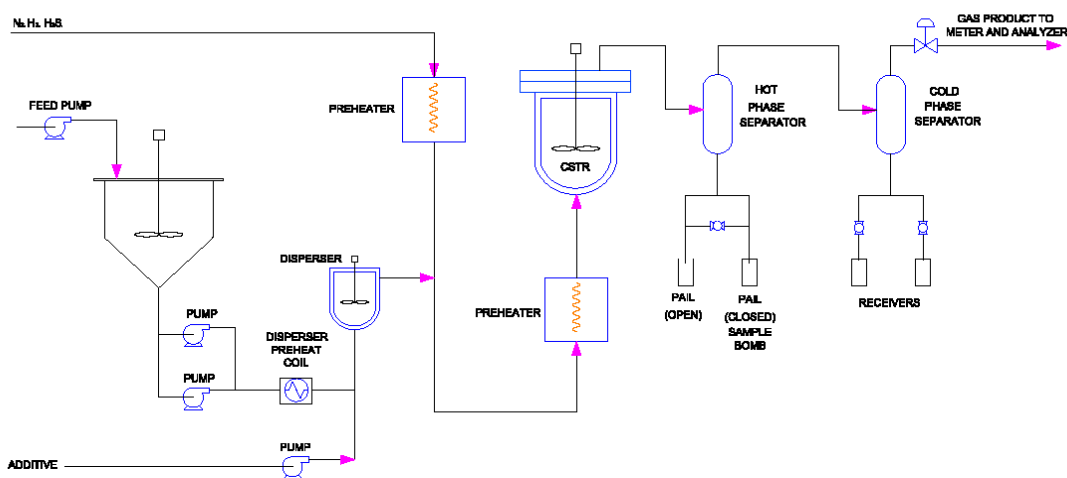 N₂, H₂, H₂S.
GAS PRODUCT TO
METER AND ANALYZER
FEED PUMP
PREHEATER
HOT
PHASE
SEPARATOR
COLD
PHASE
SEPARATOR
CSTR
DISPERSER
PREHEATER
PAIL
(OPEN)
PAIL
(CLOSED)
SAMPLE
BOMB
RECEIVERS
PUMP
DISPERSER
PREHEAT
COIL
PUMP
PUMP
ADDITIVE